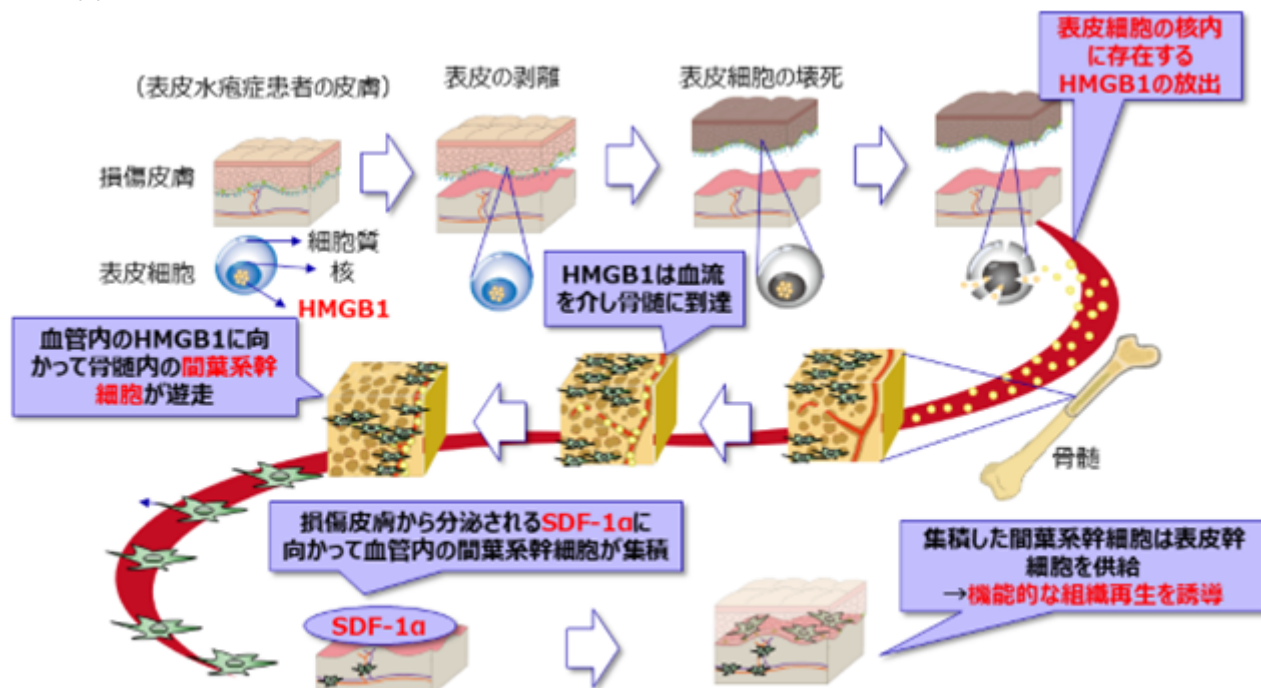 （表皮水疱症患者の皮膚）
表皮の剥離
表皮細胞の壊死
表皮細胞の核内
に存在する
HMGB1の放出
損傷皮膚
細胞質
表皮細胞
核
HMGB1
HMGB1は血流
を介し骨髄に到達
血管内のHMGB1に向
かって骨髄内の間葉系幹
細胞が遊走
骨髄
損傷皮膚から分泌されるSDF-1αに
向かって血管内の間葉系幹細胞が集積
集積した間葉系幹細胞は表皮幹
細胞を供給
→機能的な組織再生を誘導
SDF-1α